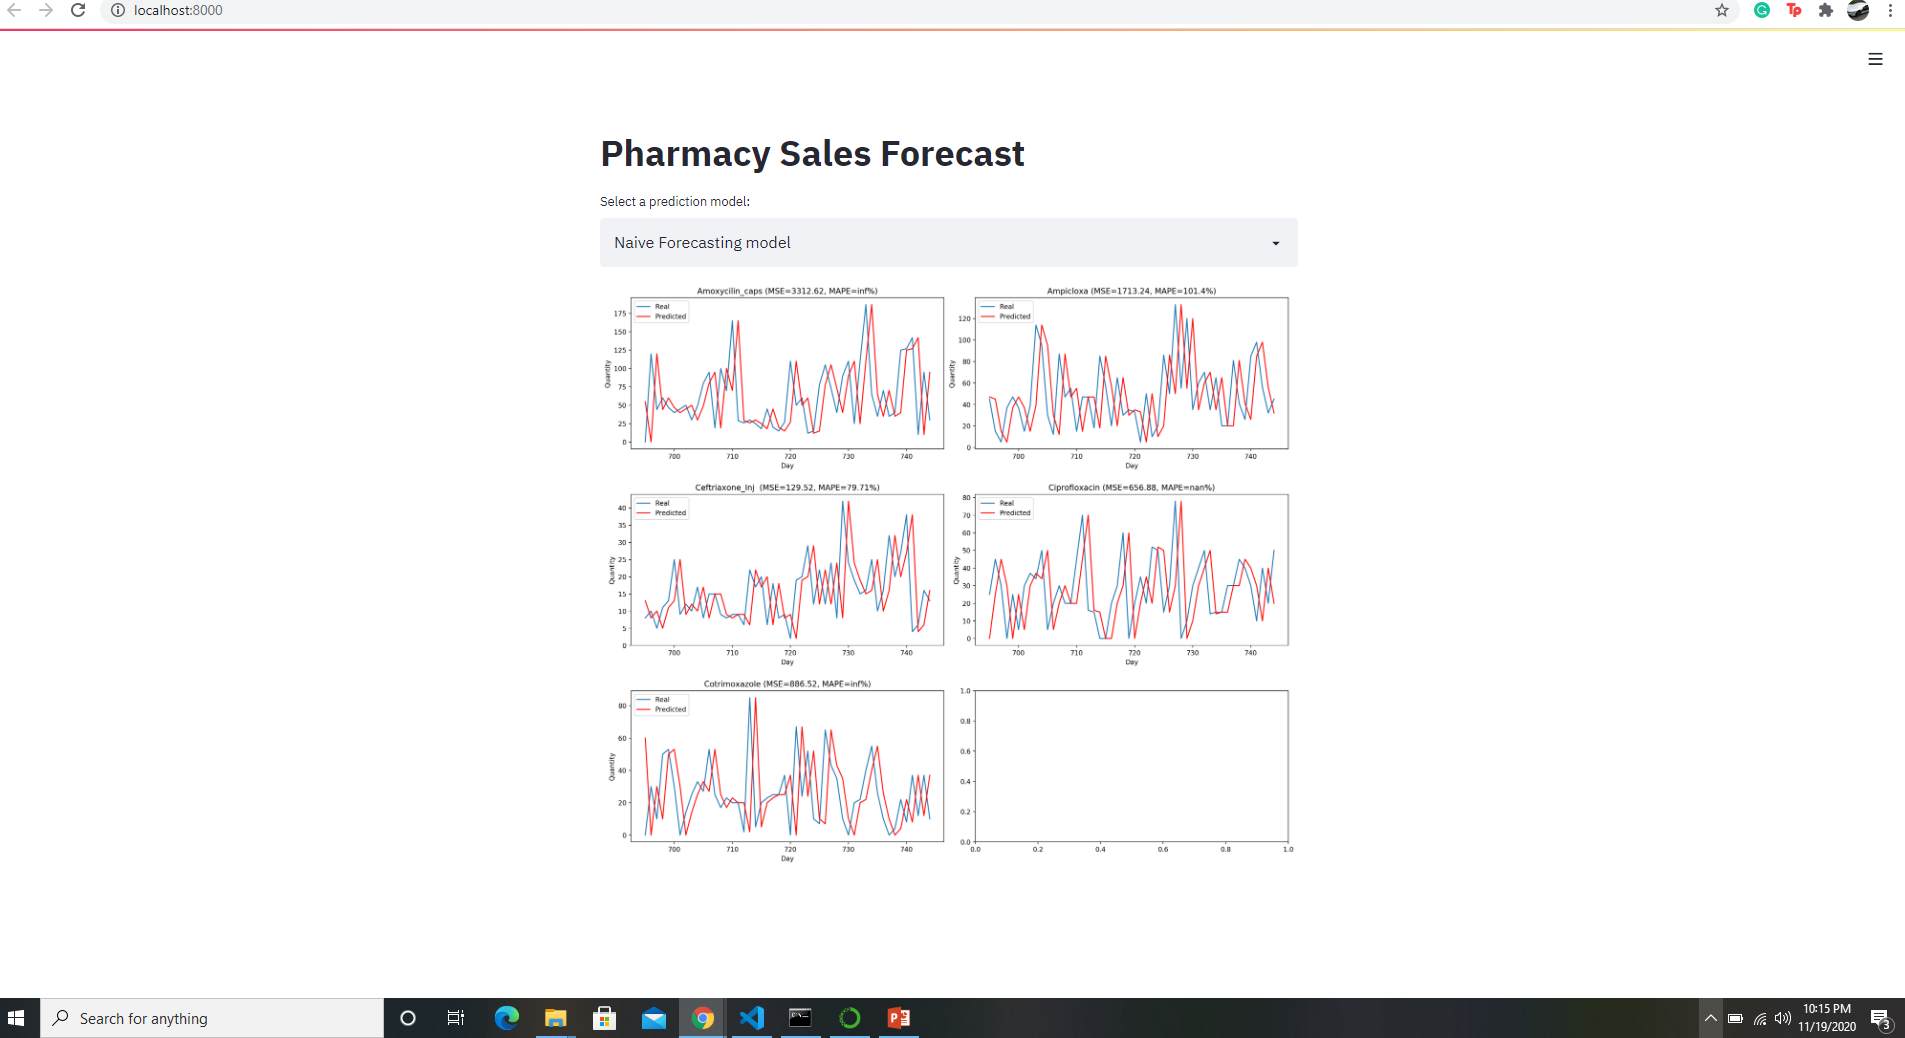 localhost:8000
Pharmacy Sales Forecast
Select a prediction model:
Naive Forecasting model
Amoxycilin_caps (MSE=3312.62, MAPE=inf%)
Real
Predicted
175
150
125
100
75
50
25
0
Quantity
700 710 720 730 740
Day
Ampicloxa (MSE=1713.24, MAPE=101.4%)
Real
Predicted
120
100
80
60
40
20
0
Quantity
700 710 720 730 740
Day
Ceftriaxone_Inj (MSE=129.52, MAPE=79.71%)
Real
Predicted
40
35
30
25
20
15
10
5
0
Quantity
700 710 720 730 740
Day
Ciprofloxacin (MSE=656.88, MAPE=nan%)
Real
Predicted
80
70
60
50
40
30
20
10
0
Quantity
700 710 720 730 740
Day
Cotrimoxazole (MSE=886.52, MAPE=inf%)
Real
Predicted
80
60
40
20
0
Quantity
700 710 720 730 740
Day
1.0
0.8
0.6
0.4
0.2
0.0
0.0 0.2 0.4 0.6 0.8 1.0
Search for anything
10:15 PM
11/19/2020
3